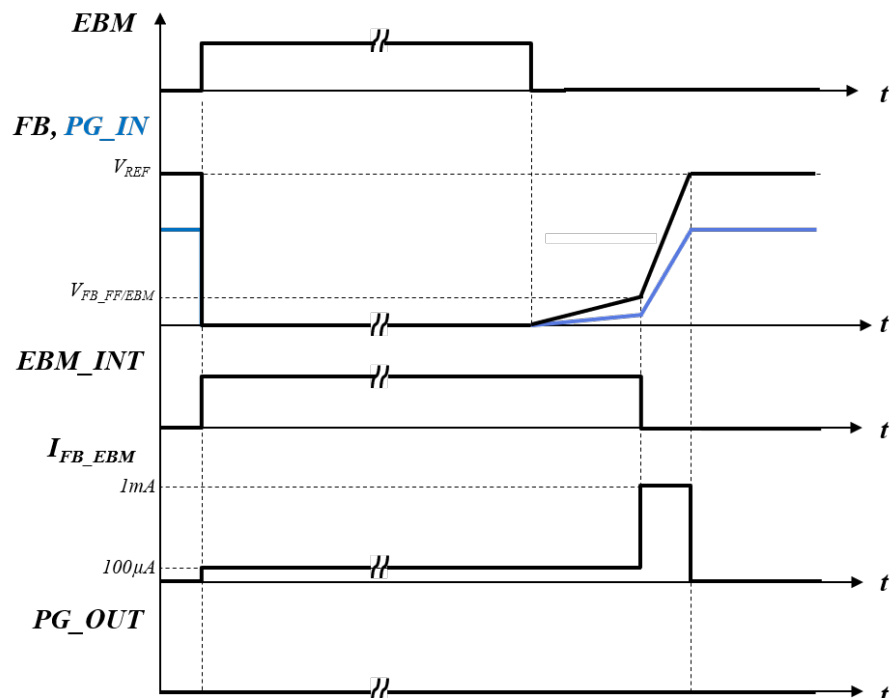 EBM
t
FB, PG_IN
V_REF
V_FB_FF/EBM
t
EBM_INT
t
I_FB_EBM
1mA
100μA
t
PG_OUT
t